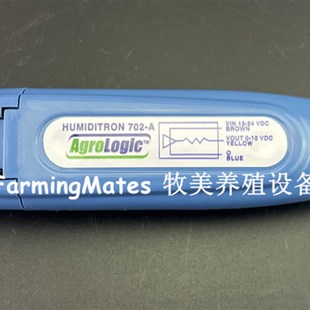 HUMIDITRON 702-A
AgroLogic™
VIN 12-24 VDC
BROWN
VOUT 0-10 VDC
YELLOW
0
BLUE
FarmingMates 牧美养殖设备